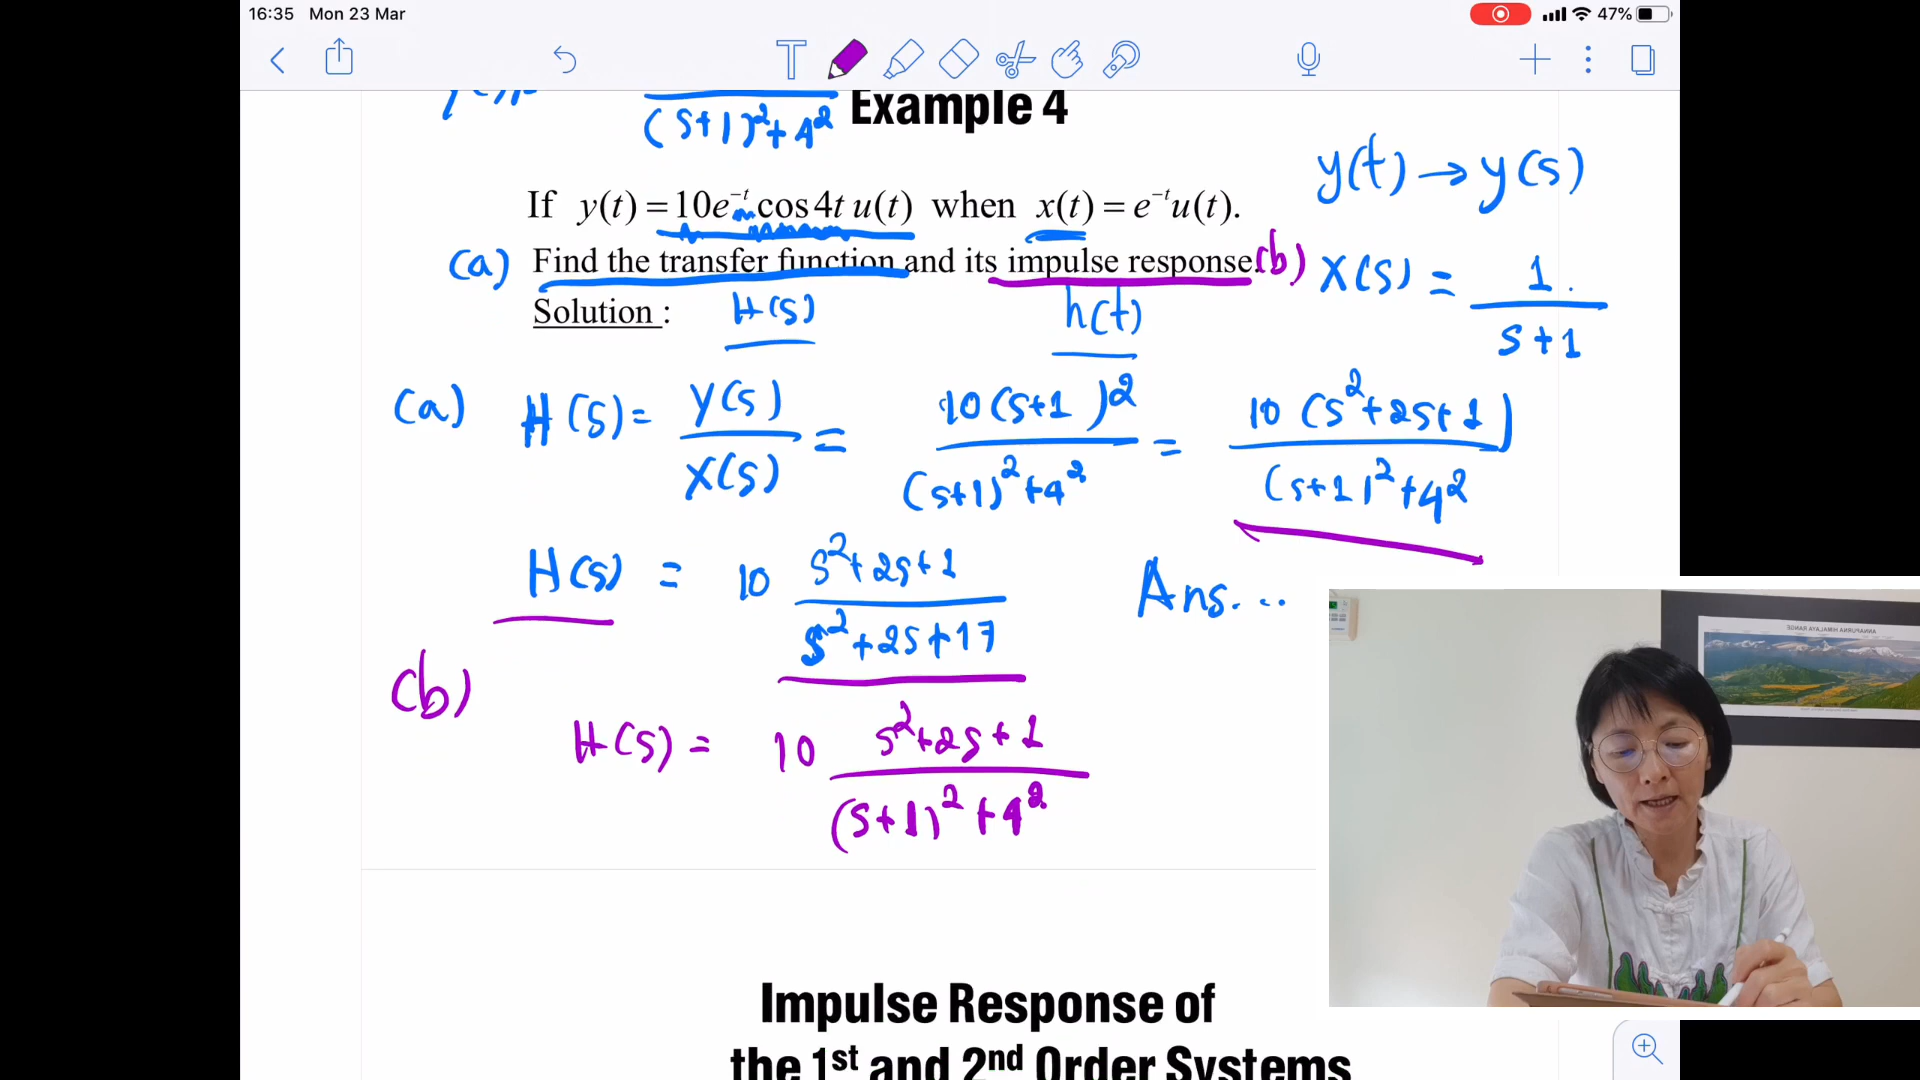 16:35 Mon 23 Mar 47%
Example 4
(s+1)²+4²
y(t) → y(s)
If y(t) = 10e⁻ᵗ cos 4t u(t) when x(t) = e⁻ᵗu(t).
(a) Find the transfer function and its impulse response. (b)
X(s) = 1 / s+1
Solution : H(s) h(t)
(a) H(s) = y(s) / X(s) = 10(s+1)² / (s+1)²+4² = 10(s²+2s+1) / (s+1)²+4²
H(s) = 10 s²+2s+1 / s²+2s+17 Ans...
(b)
H(s) = 10 s²+2s+1 / (s+1)²+4²
ANNAPURNA HIMALAYA RANGE
Impulse Response of
the 1st and 2nd Order Systems